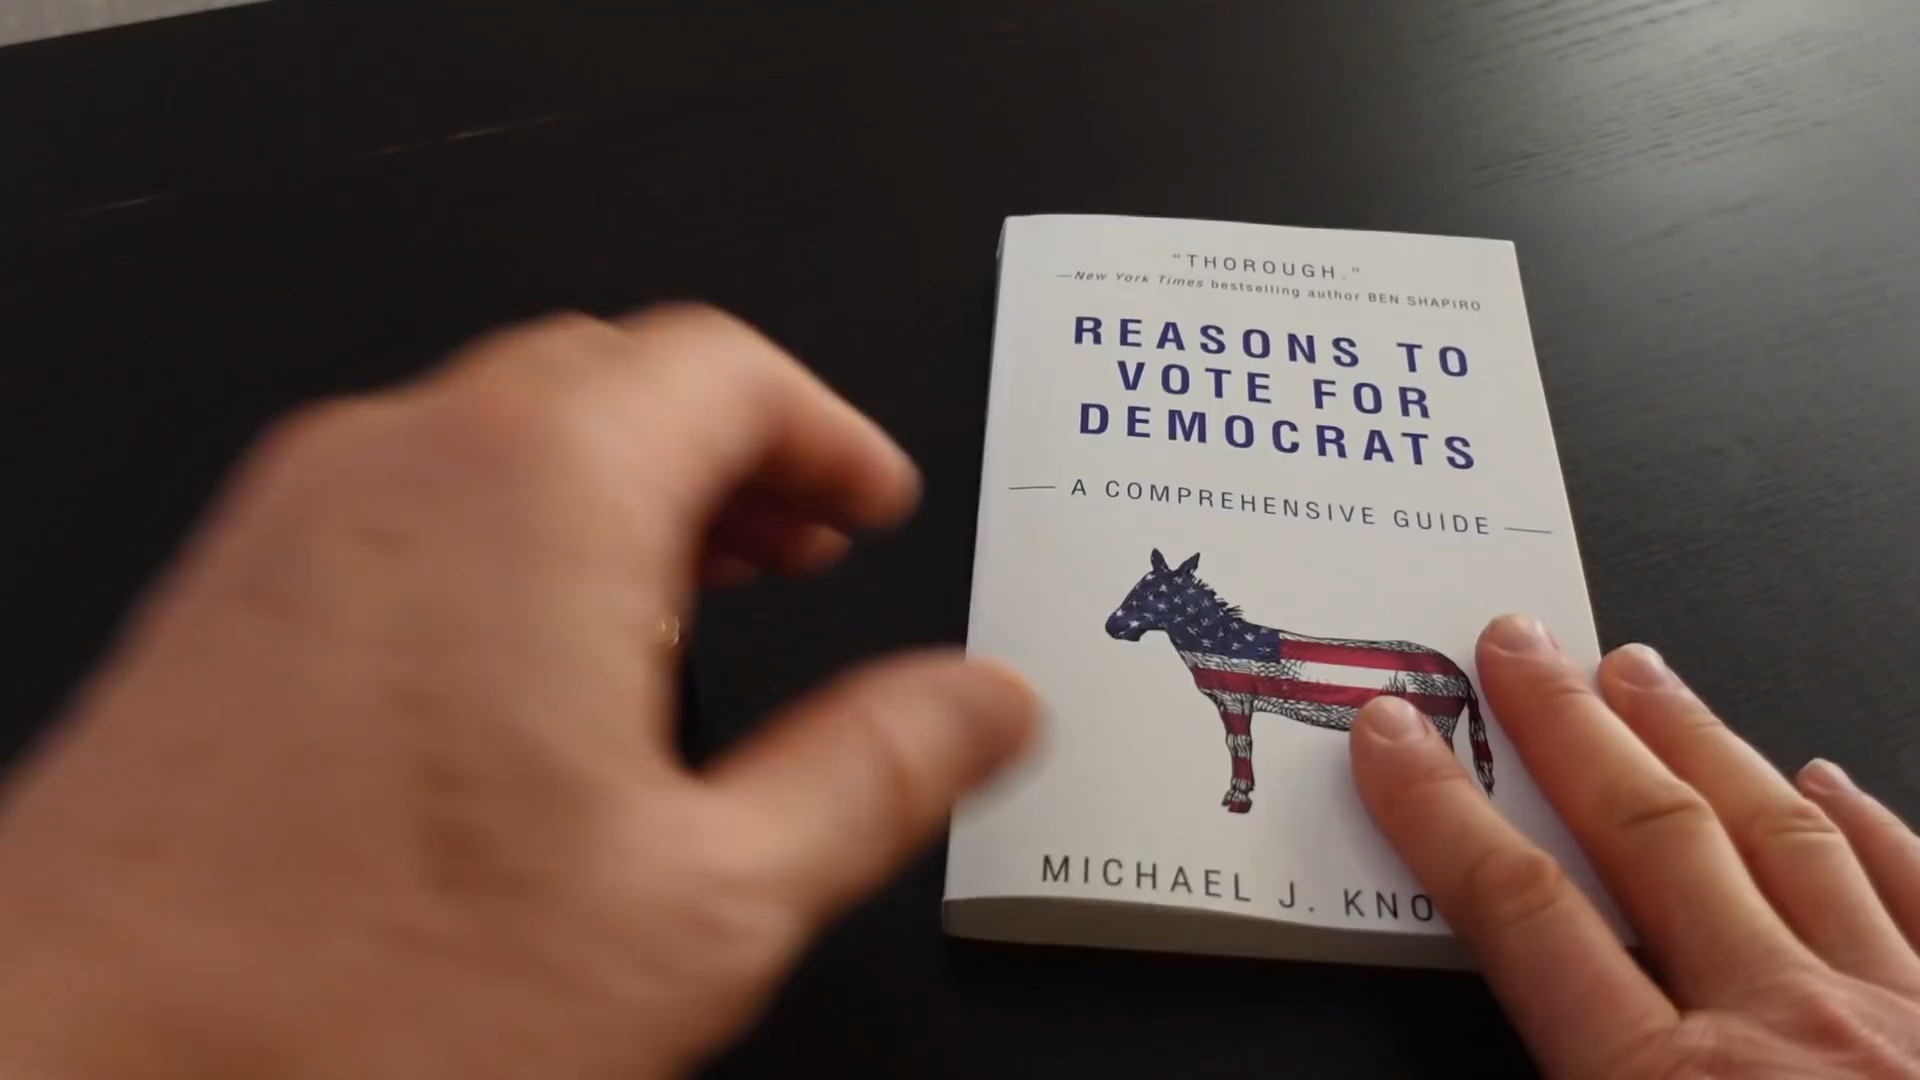 "THOROUGH."
—New York Times bestselling author BEN SHAPIRO
REASONS TO
VOTE FOR
DEMOCRATS
A COMPREHENSIVE GUIDE
MICHAEL J. KNO